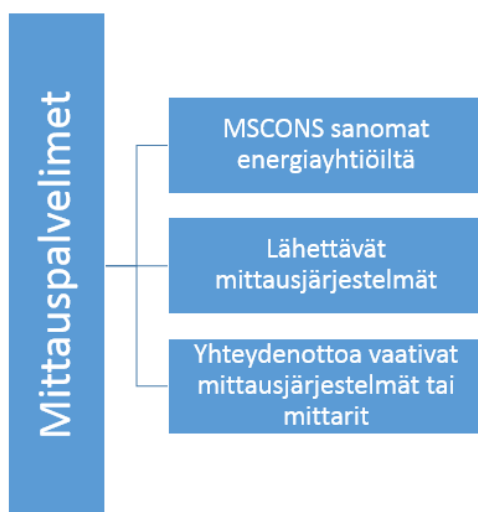 Mittauspalvelimet
MSCONS sanomat
energiayhtiöiltä
Lähettävät
mittausjärjestelmät
Yhteydenottoa vaativat
mittausjärjestelmät tai
mittarit